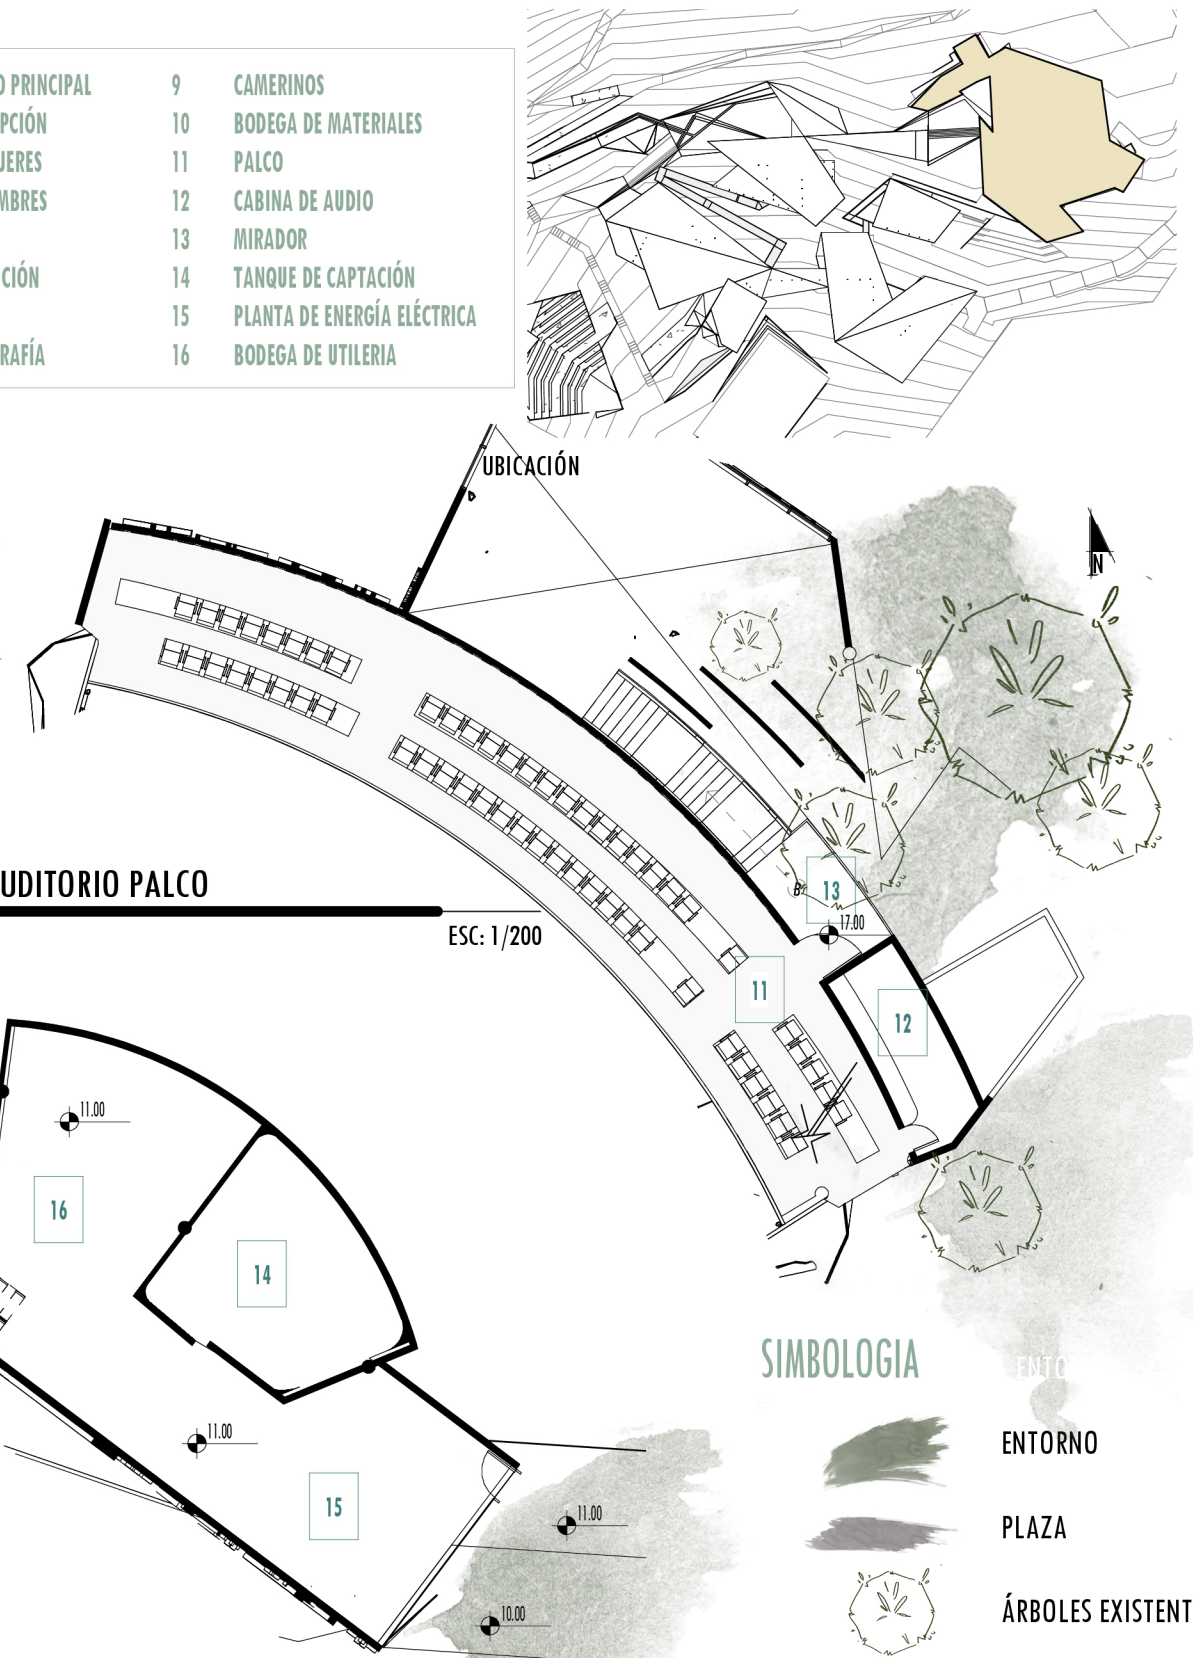 O PRINCIPAL 9 CAMERINOS
PCIÓN 10 BODEGA DE MATERIALES
JERES 11 PALCO
MBRES 12 CABINA DE AUDIO
13 MIRADOR
CIÓN 14 TANQUE DE CAPTACIÓN
15 PLANTA DE ENERGÍA ELÉCTRICA
RAFÍA 16 BODEGA DE UTILERIA
UBICACIÓN
N
UDITORIO PALCO
ESC: 1/200
B
13
17.00
11
12
11.00
16
14
11.00
15
11.00
10.00
SIMBOLOGIA
ENTO
ENTORNO
PLAZA
ÁRBOLES EXISTENT